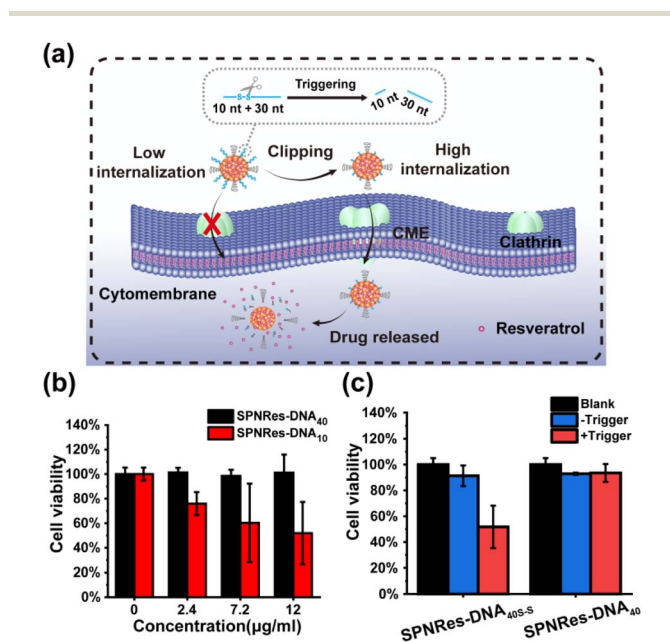 (a)
Triggering
S-S
10 nt + 30 nt
10 nt 30 nt
Low internalization
Clipping
High internalization
CME
Clathrin
Cytomembrane
Drug released
Resveratrol
(b)
140%
120%
100%
80%
60%
40%
20%
0%
Cell viability
SPNRes-DNA40
SPNRes-DNA10
0 2.4 7.2 12
Concentration(µg/ml)
(c)
140%
120%
100%
80%
60%
40%
20%
0%
Cell viability
Blank
-Trigger
+Trigger
SPNRes-DNA40S-S
SPNRes-DNA40